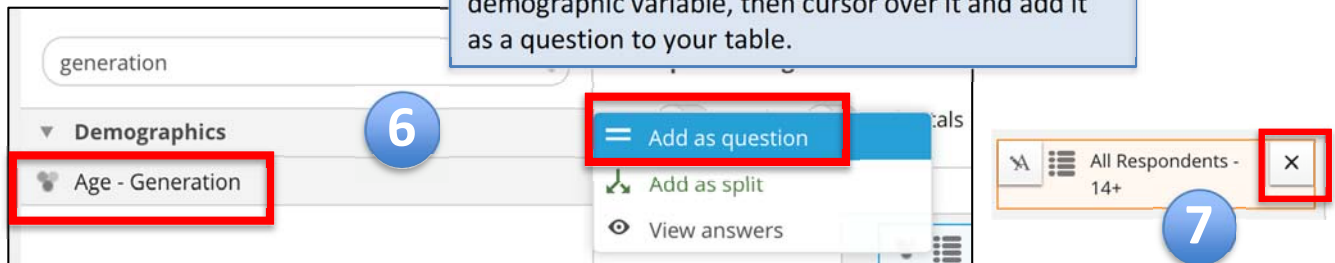 demographic variable, then cursor over it and add it
as a question to your table.
generation
6
Demographics
Age - Generation
Add as question
Add as split
View answers
tals
All Respondents -
14+
7